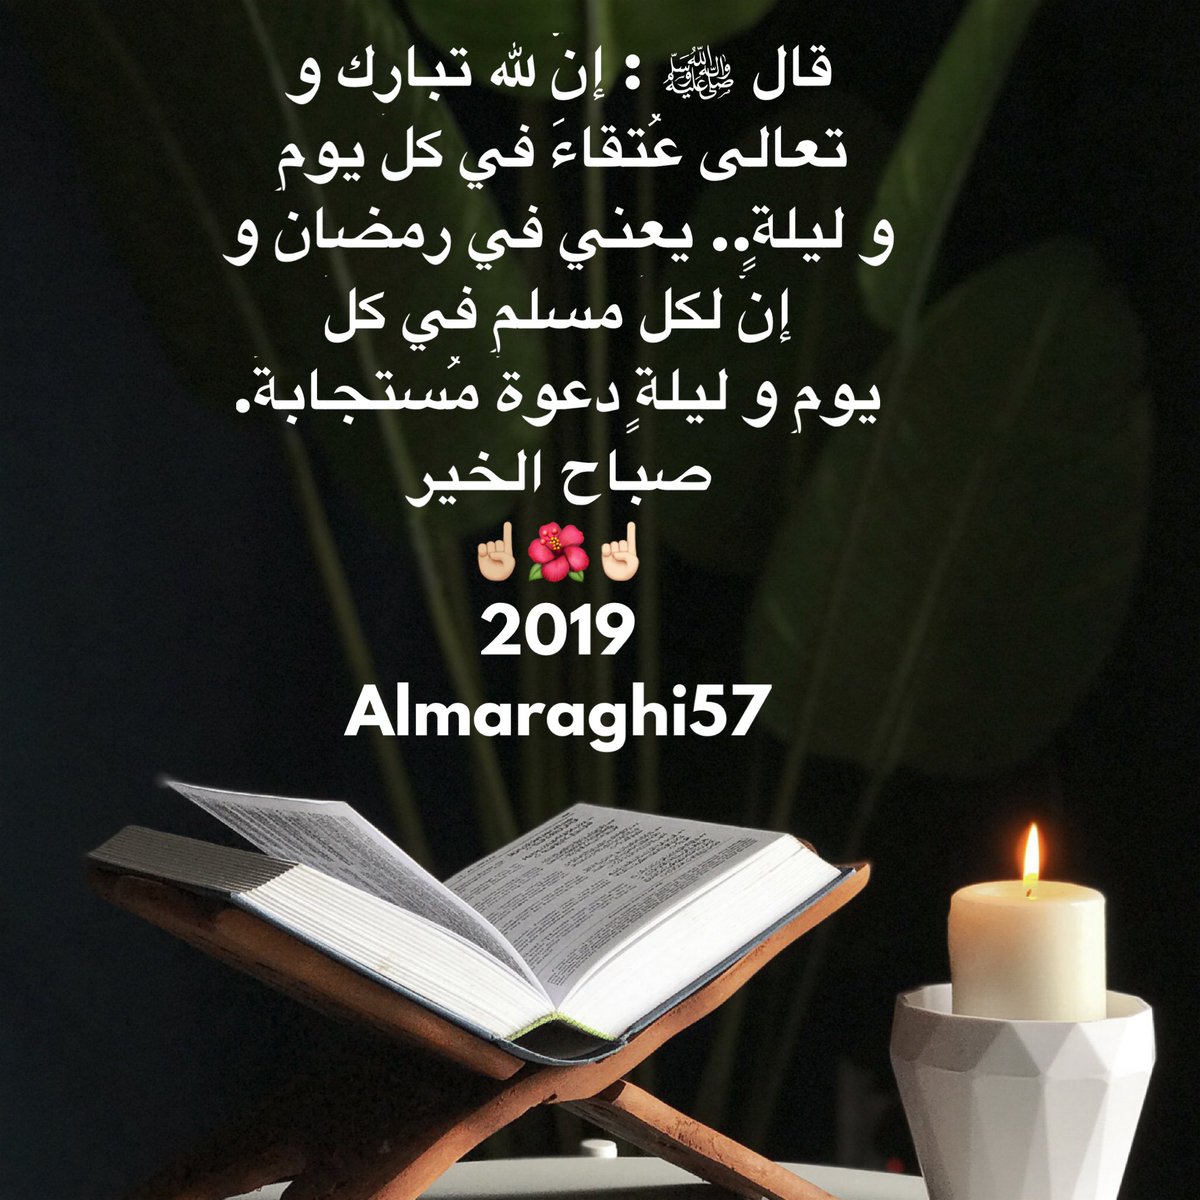 قال ﷺ : إنّ لله تبارك و
تعالى عُتقاءَ في كل يومٍ
و ليلةٍ.. يعني في رمضان و
إنّ لكل مسلمٍ في كل
يومٍ و ليلةٍ دعوةً مُستجابةً.
صباح الخير
☝🏼🌺☝🏼
2019
Almaraghi57